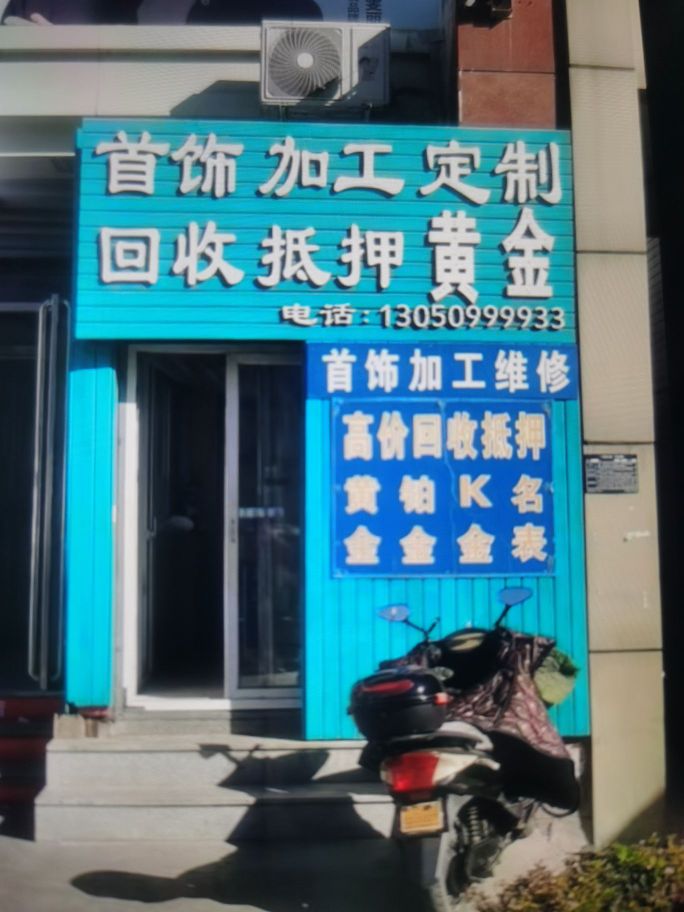 首饰 加工 定制
回收 抵押 黄金
电话:13050999933
首饰加工维修
高价回收抵押
黄 铂 K 名
金 金 金 表